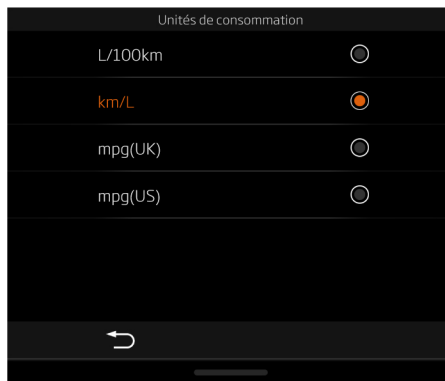 Unités de consommation
L/100km
km/L
mpg(UK)
mpg(US)